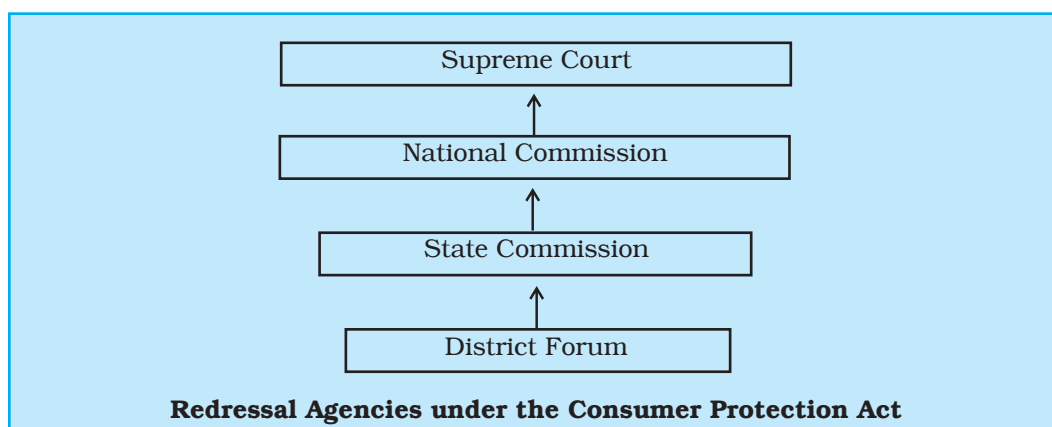 Supreme Court
National Commission
State Commission
District Forum
Redressal Agencies under the Consumer Protection Act